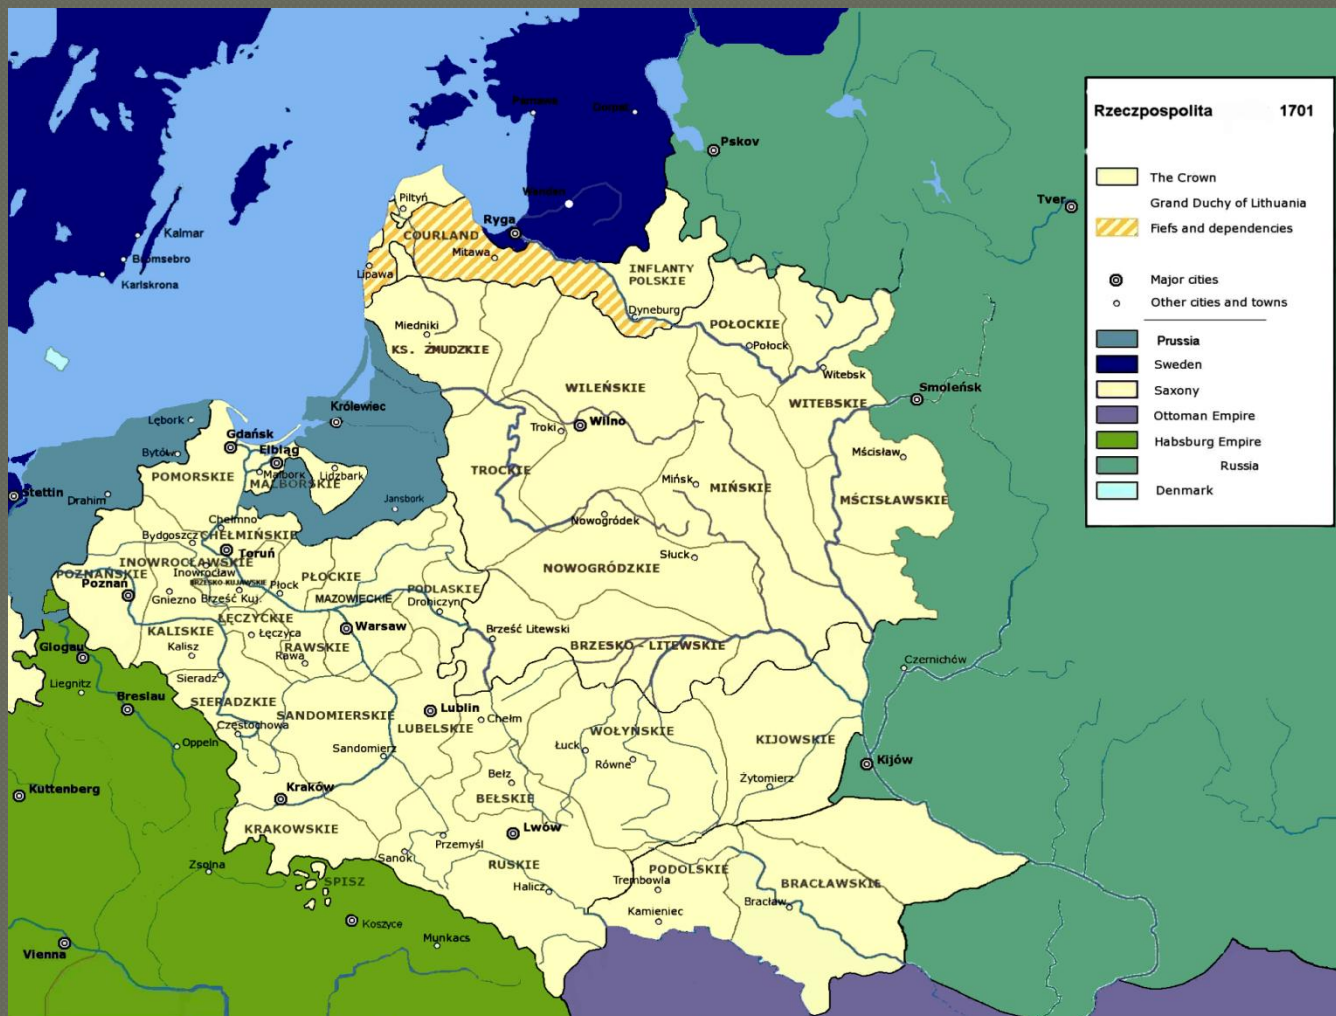 Rzeczpospolita 1701
The Crown
Grand Duchy of Lithuania
Fiefs and dependencies
Major cities
Other cities and towns
Prussia
Sweden
Saxony
Ottoman Empire
Habsburg Empire
Russia
Denmark
Pskov
Tver
Piltyń
Ryga
COURLAND
Mitawa
Lipawa
Kalmar
Bromsebro
Karlskrona
INFLANTY
POLSKIE
Dyneburg
POŁOCKIE
Połock
Miedniki
KS. ŻMUDZKIE
WILEŃSKIE
Witebsk
WITEBSKIE
Smoleńsk
Lębork
Królewiec
Troki
Wilno
Gdańsk
Bytów
Elbląg
Malbork
Lidzbark
MALBORSKIE
POMORSKIE
TROCKIE
Mścisław
Mińsk
MIŃSKIE
MŚCISŁAWSKIE
Stettin
Drahim
Jansbork
Chełmno
Nowogródek
Bydgoszcz
CHEŁMIŃSKIE
Toruń
Słuck
INOWROCŁAWSKIE
Inowrocław
NOWOGRÓDZKIE
POZNAŃSKIE
Poznań
BRZESKO-KUJAWSKIE
Płock
PŁOCKIE
PODLASKIE
Gniezno
Brześć Kuj.
MAZOWIECKIE
Drohiczyn
ŁĘCZYCKIE
KALISKIE
Łęczyca
Warsaw
Brześć Litewski
Kalisz
RAWSKIE
Rawa
BRZESKO - LITEWSKIE
Glogau
Czernichów
Liegnitz
Sieradz
Breslau
SIERADZKIE
SANDOMIERSKIE
Lublin
Chełm
LUBELSKIE
Częstochowa
WOŁYŃSKIE
KIJOWSKIE
Oppeln
Sandomierz
Łuck
Równe
Kijów
Kuttenberg
Kraków
Bełz
BEŁSKIE
Żytomierz
KRAKOWSKIE
Lwów
Przemyśl
Sanok
Zsolna
RUSKIE
PODOLSKIE
SPISZ
Trembowla
BRACŁAWSKIE
Halicz
Bracław
Kamieniec
Koszyce
Munkacs
Vienna